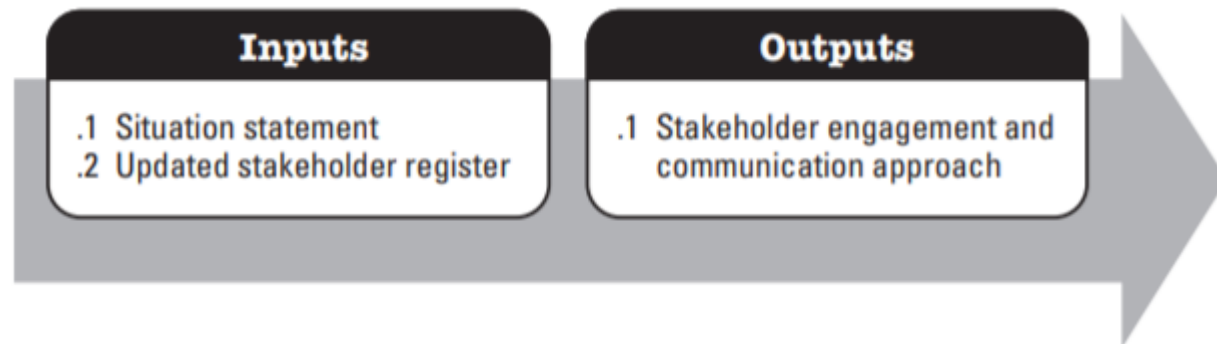 Inputs
.1 Situation statement
.2 Updated stakeholder register
Outputs
.1 Stakeholder engagement and
communication approach